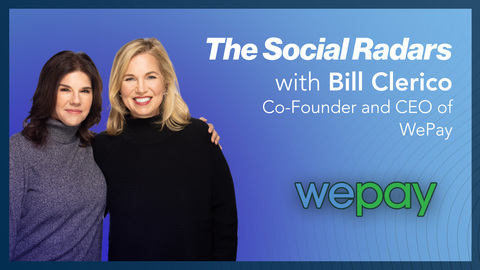 The Social Radars
with Bill Clerico
Co-Founder and CEO of
WePay
wepay